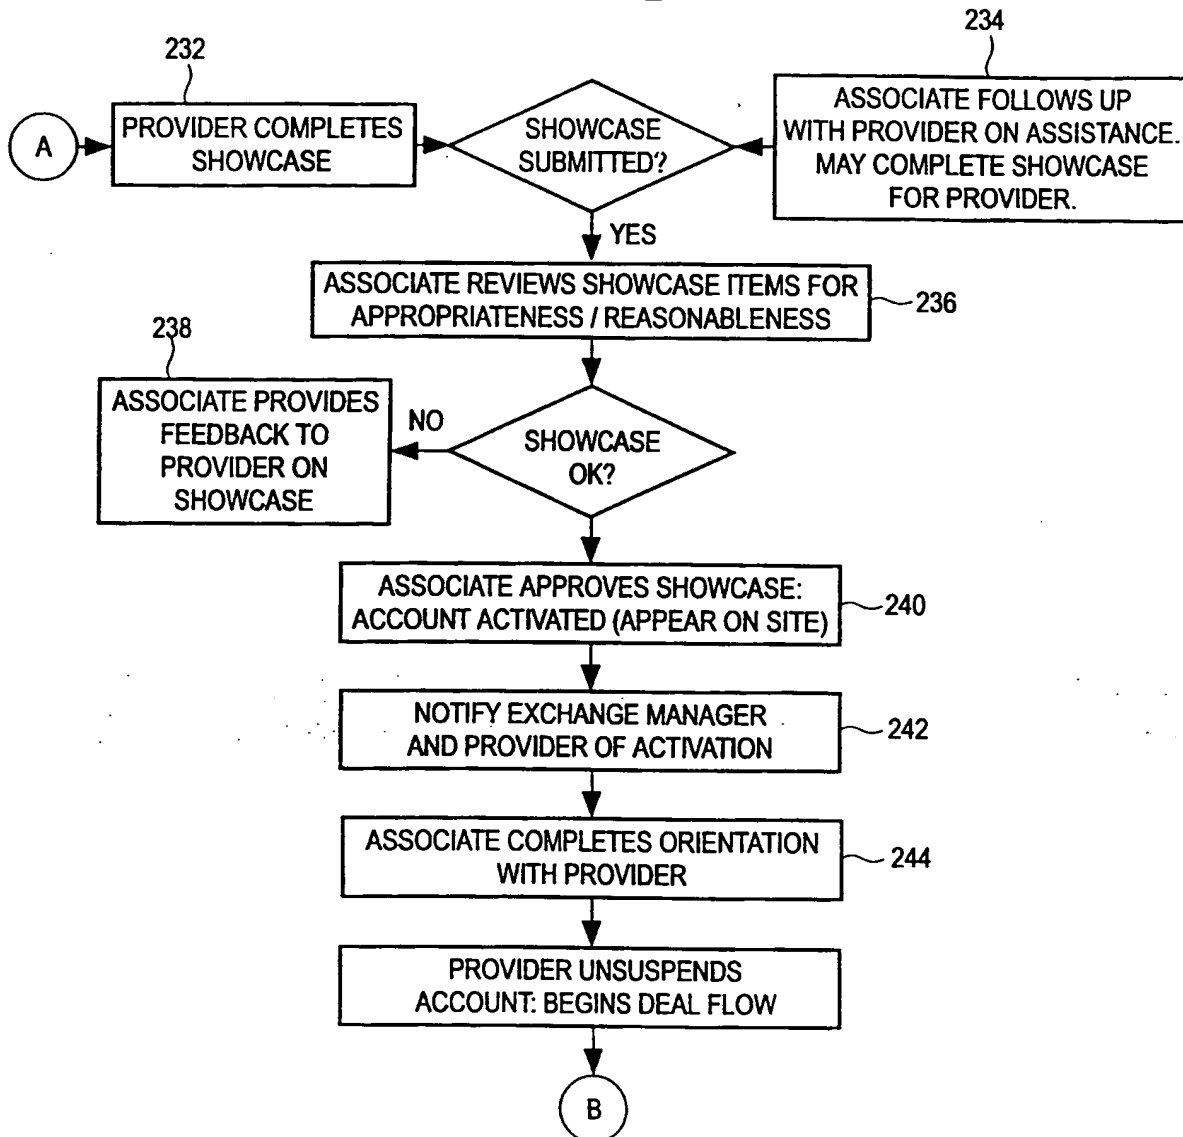 232
234
A
PROVIDER COMPLETES
SHOWCASE
SHOWCASE
SUBMITTED?
ASSOCIATE FOLLOWS UP
WITH PROVIDER ON ASSISTANCE.
MAY COMPLETE SHOWCASE
FOR PROVIDER.
YES
ASSOCIATE REVIEWS SHOWCASE ITEMS FOR
APPROPRIATENESS / REASONABLENESS
236
238
ASSOCIATE PROVIDES
FEEDBACK TO
PROVIDER ON
SHOWCASE
NO
SHOWCASE
OK?
ASSOCIATE APPROVES SHOWCASE:
ACCOUNT ACTIVATED (APPEAR ON SITE)
240
NOTIFY EXCHANGE MANAGER
AND PROVIDER OF ACTIVATION
242
ASSOCIATE COMPLETES ORIENTATION
WITH PROVIDER
244
PROVIDER UNSUSPENDS
ACCOUNT: BEGINS DEAL FLOW
B